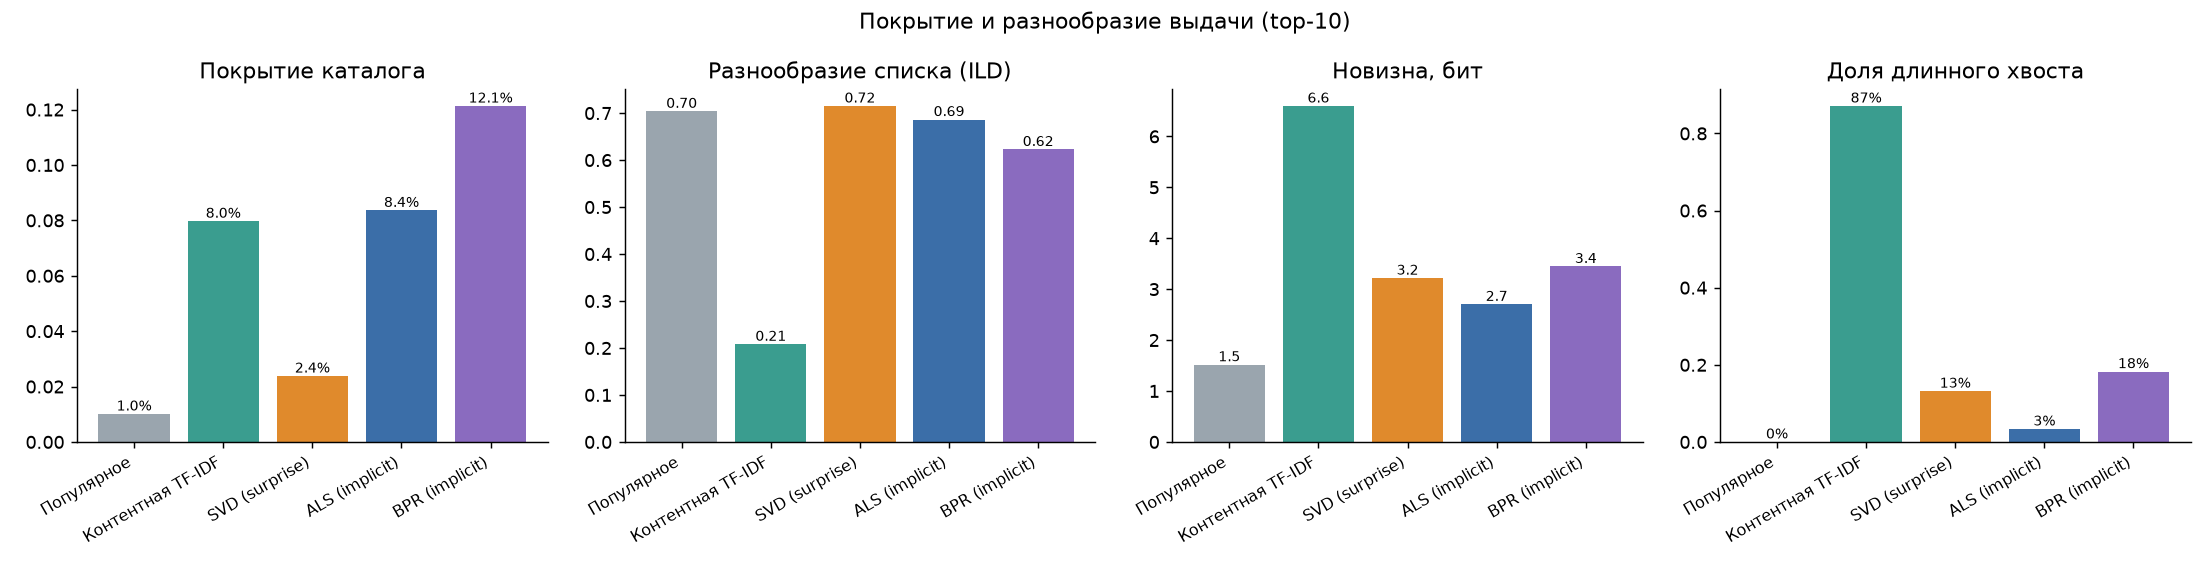 Покрытие и разнообразие выдачи (top-10)
Покрытие каталога
0.12
0.10
0.08
0.06
0.04
0.02
0.00
1.0%
8.0%
2.4%
8.4%
12.1%
Популярное
Контентная TF-IDF
SVD (surprise)
ALS (implicit)
BPR (implicit)
Разнообразие списка (ILD)
0.7
0.6
0.5
0.4
0.3
0.2
0.1
0.0
0.70
0.21
0.72
0.69
0.62
Популярное
Контентная TF-IDF
SVD (surprise)
ALS (implicit)
BPR (implicit)
Новизна, бит
6
5
4
3
2
1
0
1.5
6.6
3.2
2.7
3.4
Популярное
Контентная TF-IDF
SVD (surprise)
ALS (implicit)
BPR (implicit)
Доля длинного хвоста
0.8
0.6
0.4
0.2
0.0
0%
87%
13%
3%
18%
Популярное
Контентная TF-IDF
SVD (surprise)
ALS (implicit)
BPR (implicit)